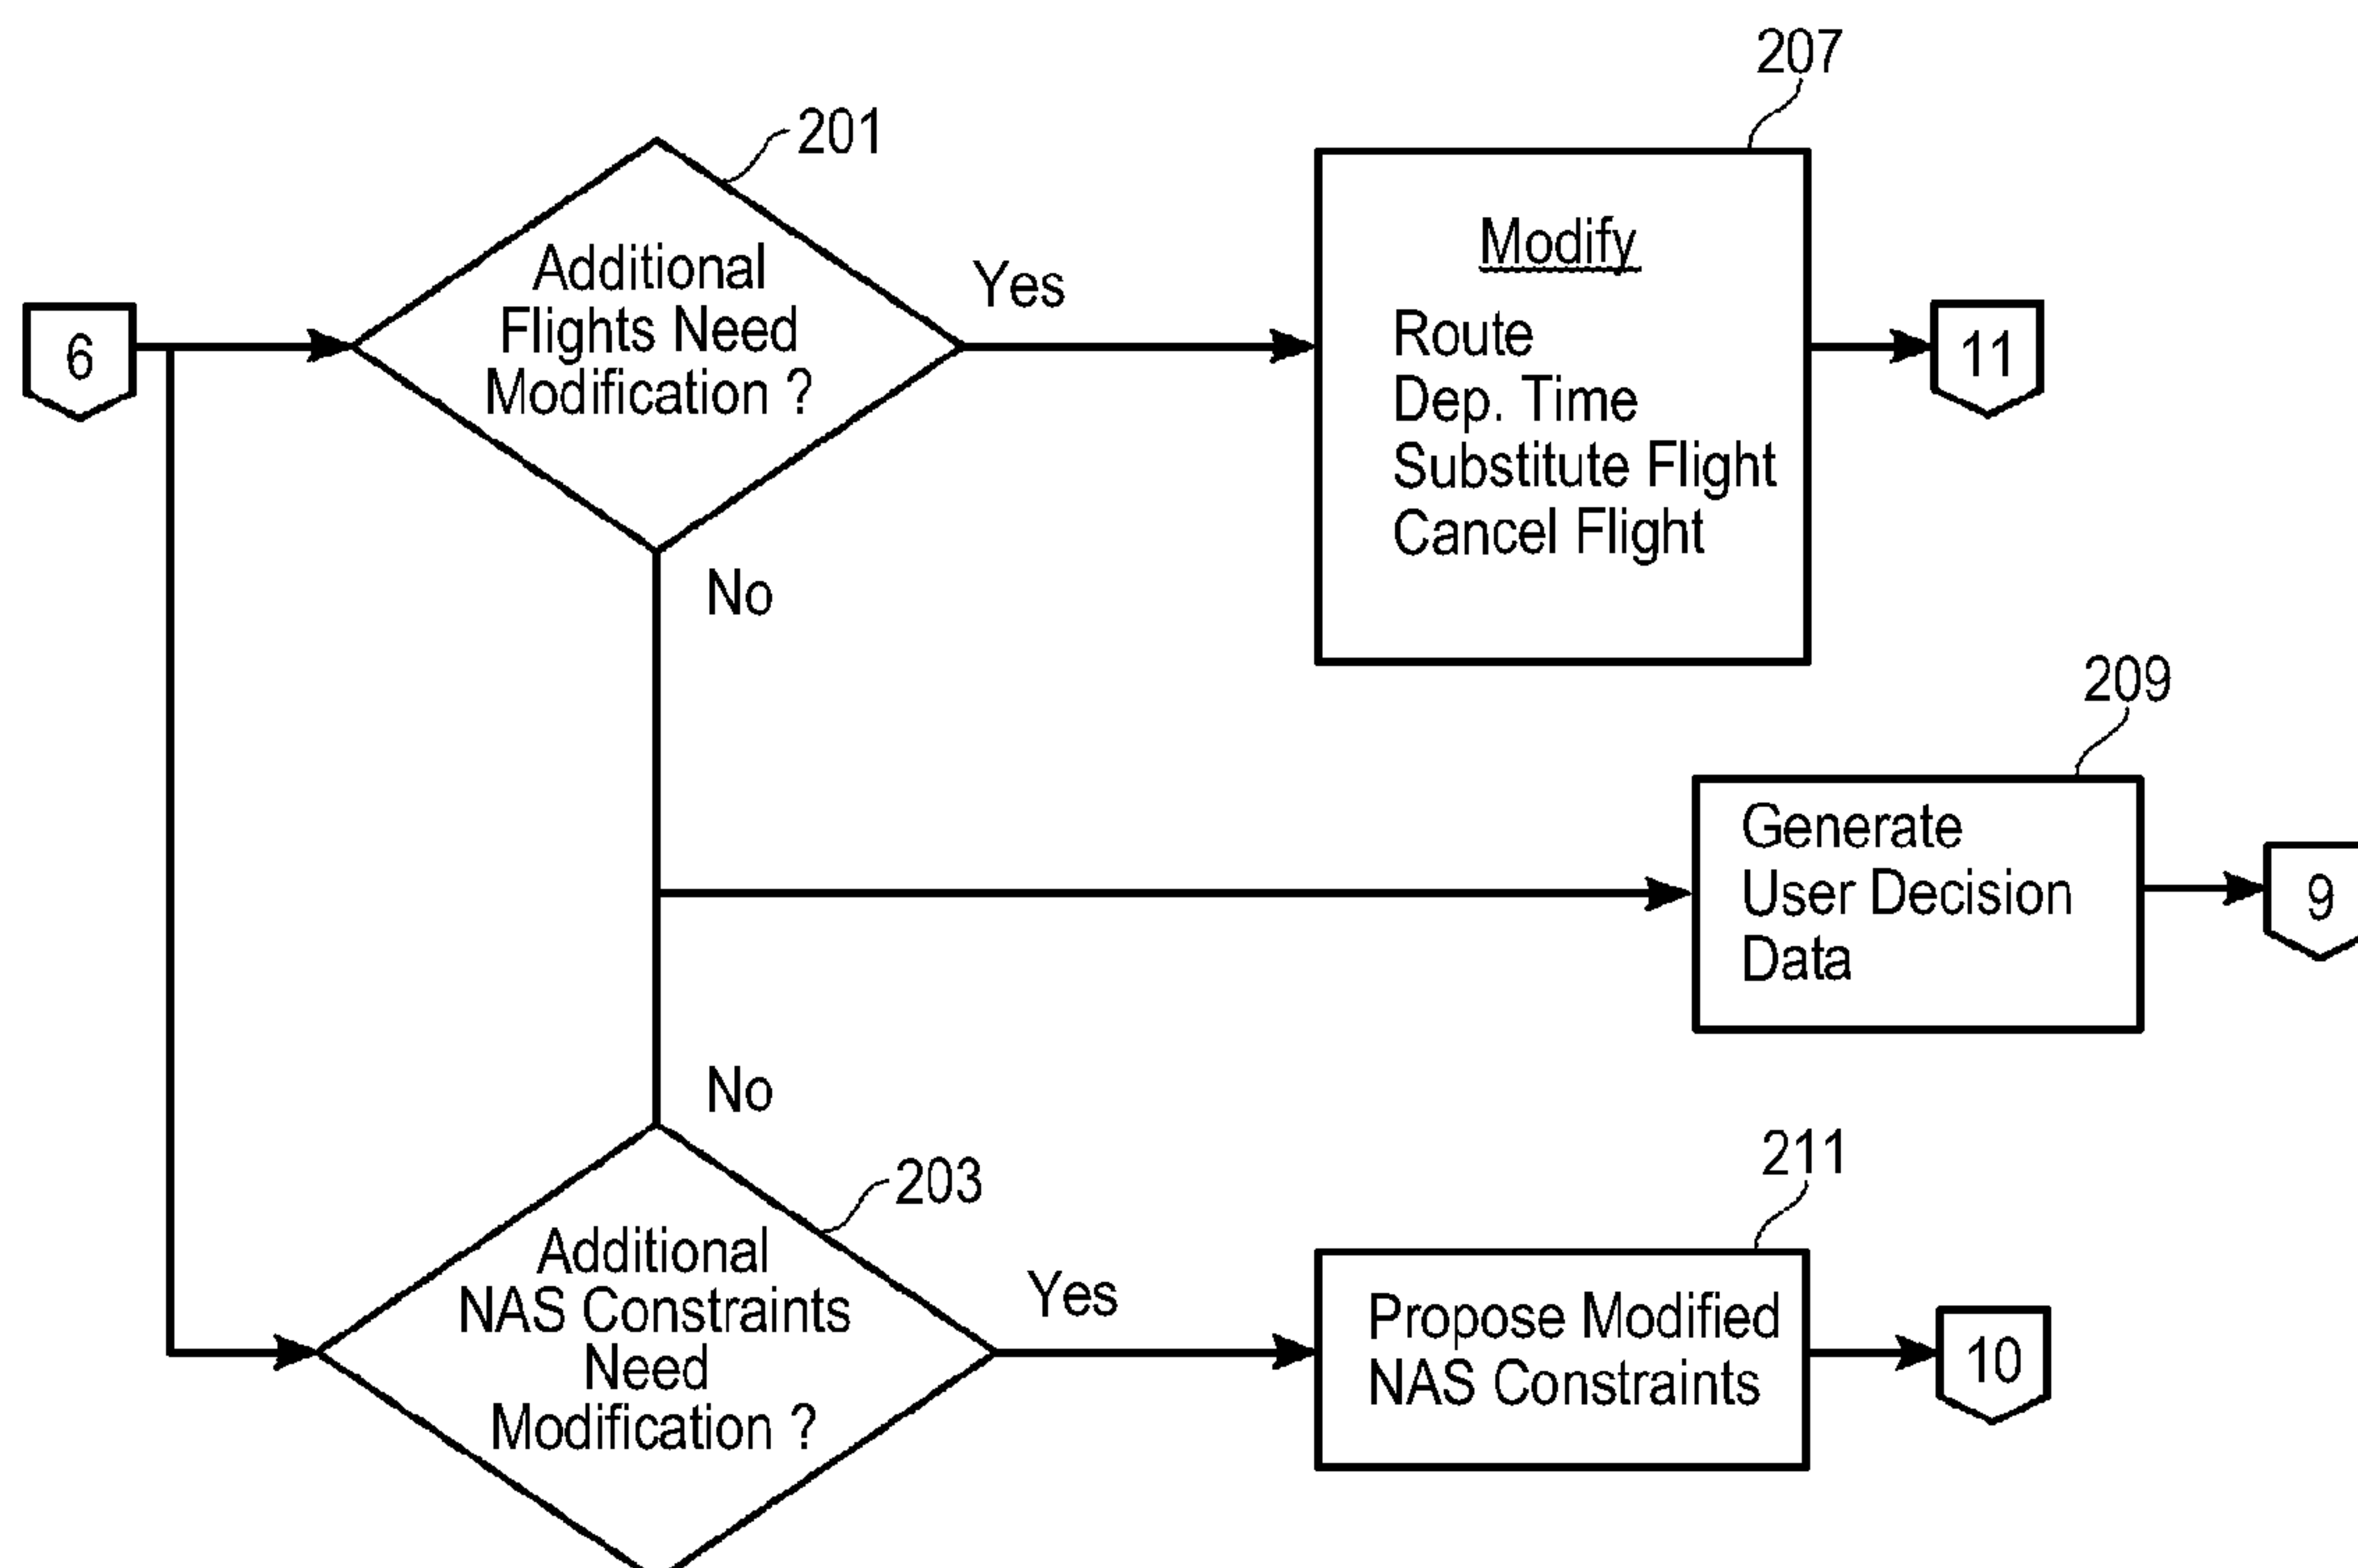 207
201
Additional
Flights Need
Modification ?
Yes
Modify
Route
Dep. Time
Substitute Flight
Cancel Flight
6
11
No
209
Generate
User Decision
Data
9
No
203
211
Additional
NAS Constraints
Need
Modification ?
Yes
Propose Modified
NAS Constraints
10